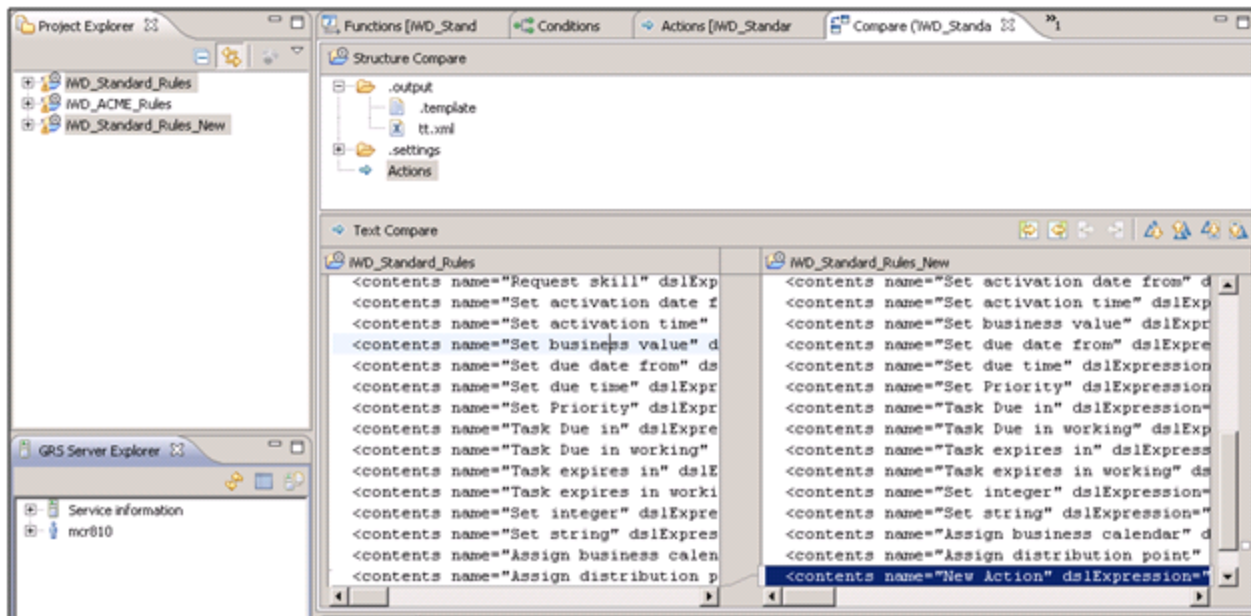 Project Explorer
iWD_Standard_Rules
iWD_ACME_Rules
iWD_Standard_Rules_New
GRS Server Explorer
Service information
mcr810
Functions [iWD_Stand
Conditions
Actions [iWD_Standar
Compare ('iWD_Standa
»1
Structure Compare
.output
.template
tt.xml
.settings
Actions
Text Compare
iWD_Standard_Rules
<contents name="Request skill" dslExp
<contents name="Set activation date f
<contents name="Set activation time"
<contents name="Set business value" d
<contents name="Set due date from" ds
<contents name="Set due time" dslExpr
<contents name="Set Priority" dslExpr
<contents name="Task Due in" dslExpre
<contents name="Task Due in working"
<contents name="Task expires in" dslE
<contents name="Task expires in worki
<contents name="Set integer" dslExpre
<contents name="Set string" dslExpres
<contents name="Assign business calen
<contents name="Assign distribution p
iWD_Standard_Rules_New
<contents name="Set activation date from" d
<contents name="Set activation time" dslExp
<contents name="Set business value" dslExpr
<contents name="Set due date from" dslExpre
<contents name="Set due time" dslExpression
<contents name="Set Priority" dslExpression
<contents name="Task Due in" dslExpression=
<contents name="Task Due in working" dslExp
<contents name="Task expires in" dslExpress
<contents name="Task expires in working" ds
<contents name="Set integer" dslExpression=
<contents name="Set string" dslExpression="
<contents name="Assign business calendar" d
<contents name="Assign distribution point"
<contents name="New Action" dslExpression="